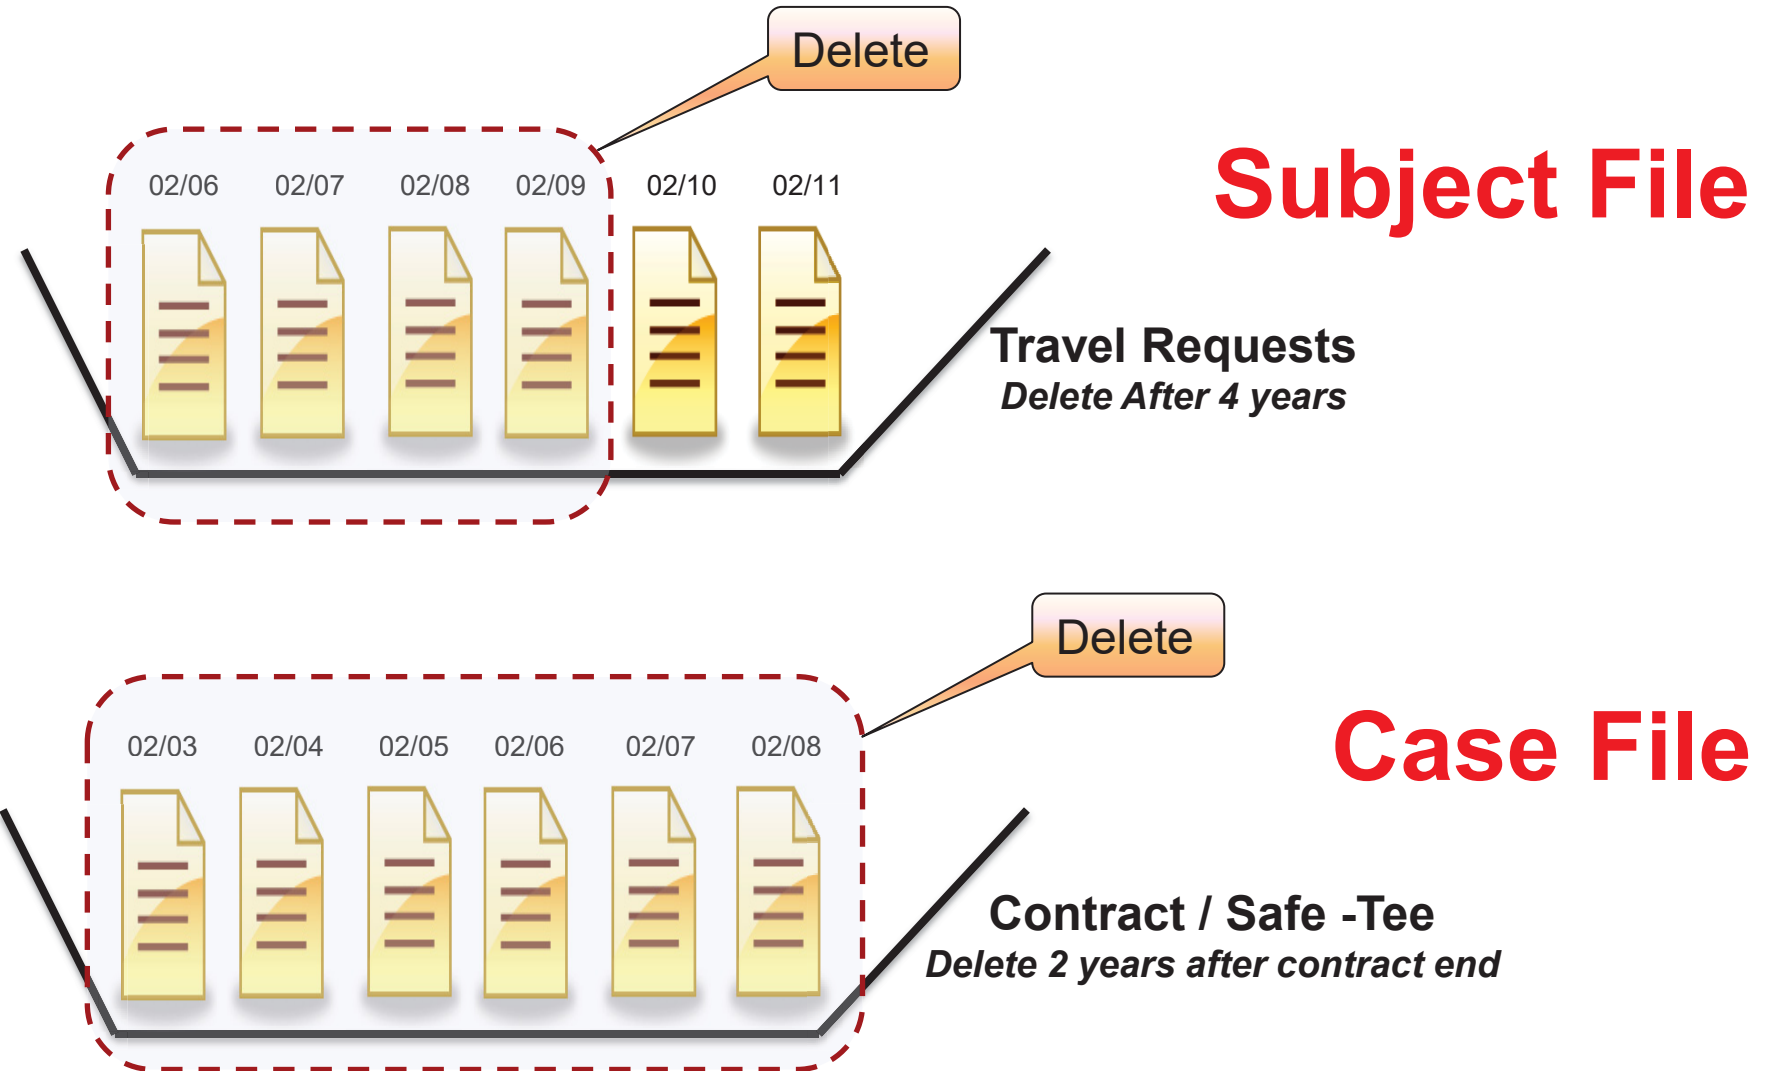 Delete
Subject File
02/06 02/07 02/08 02/09 02/10 02/11
Travel Requests
Delete After 4 years
Delete
Case File
02/03 02/04 02/05 02/06 02/07 02/08
Contract / Safe -Tee
Delete 2 years after contract end